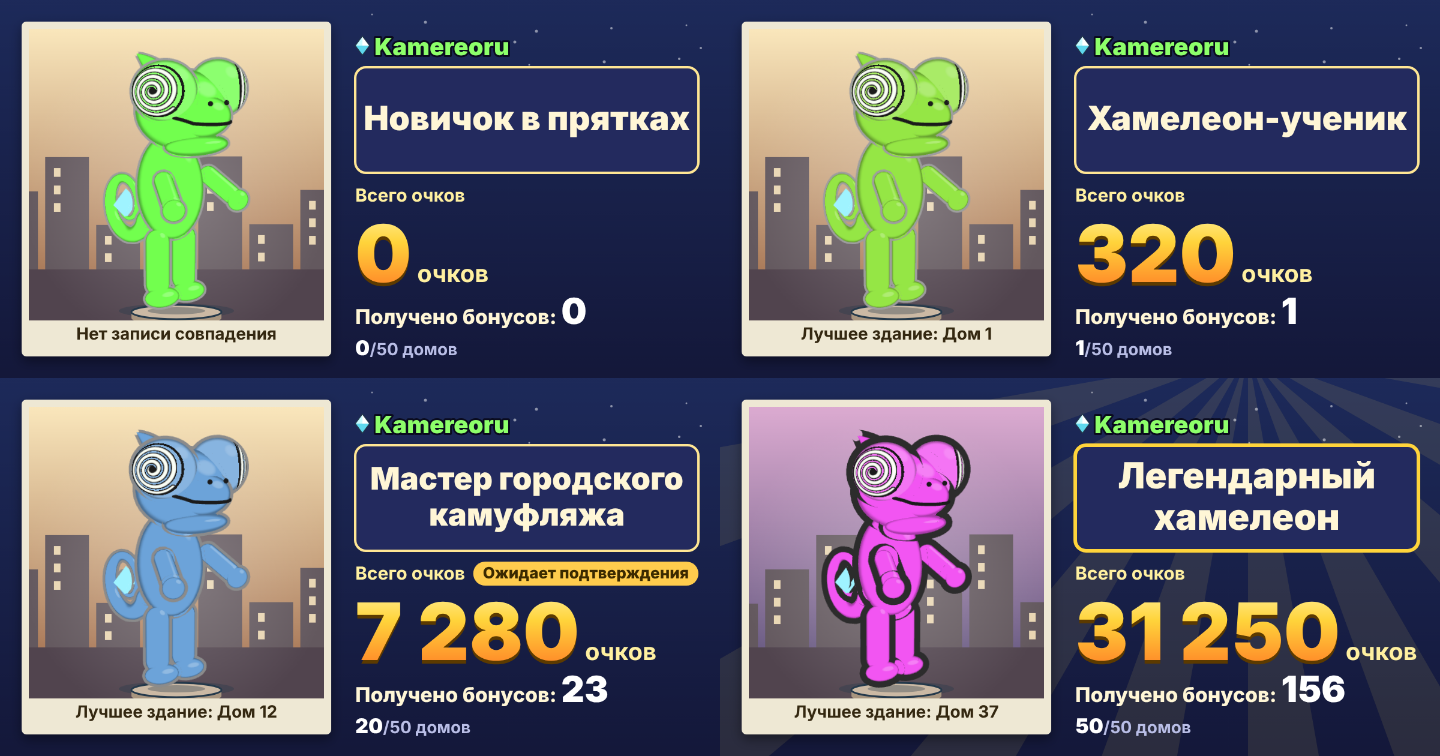 Kamereoru
Новичок в прятках
Всего очков
0 очков
Получено бонусов: 0
0/50 домов
Нет записи совпадения
Kamereoru
Хамелеон-ученик
Всего очков
320 очков
Получено бонусов: 1
1/50 домов
Лучшее здание: Дом 1
Kamereoru
Мастер городского
камуфляжа
Всего очков Ожидает подтверждения
7 280 очков
Получено бонусов: 23
20/50 домов
Лучшее здание: Дом 12
Kamereoru
Легендарный
хамелеон
Всего очков
31 250 очков
Получено бонусов: 156
50/50 домов
Лучшее здание: Дом 37